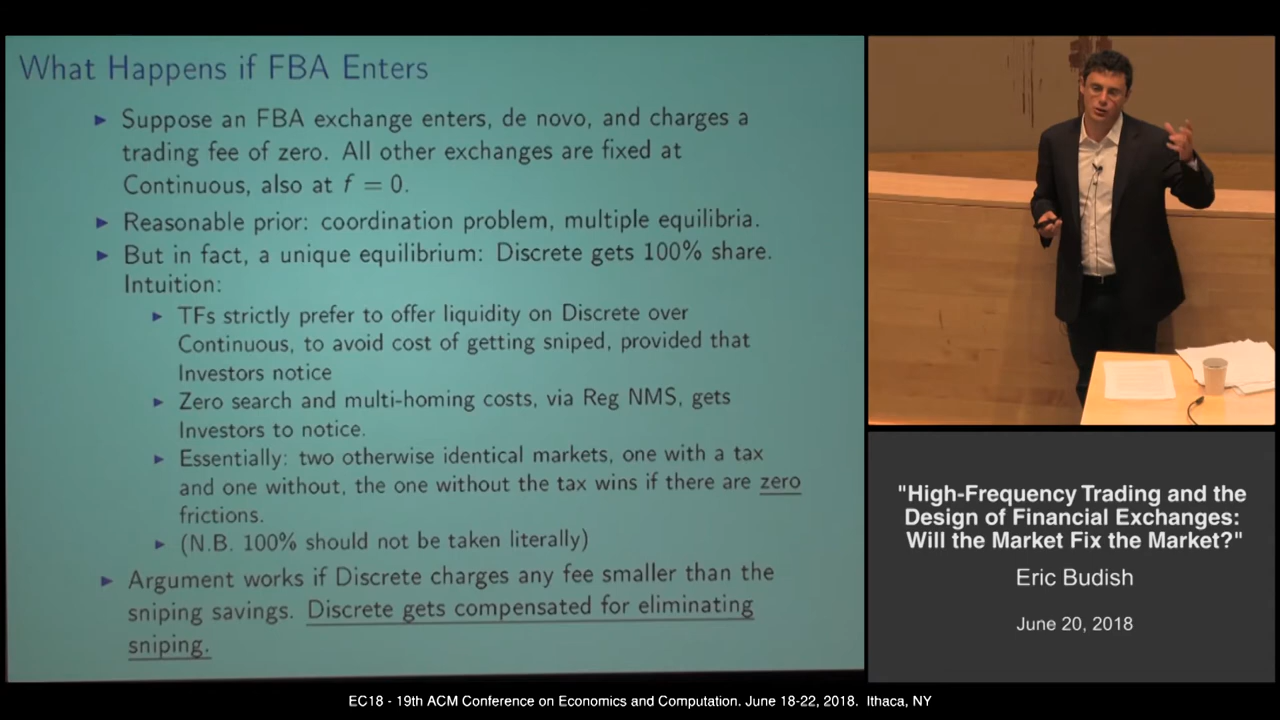 What Happens if FBA Enters
► Suppose an FBA exchange enters, de novo, and charges a
trading fee of zero. All other exchanges are fixed at
Continuous, also at f = 0.
► Reasonable prior: coordination problem, multiple equilibria.
► But in fact, a unique equilibrium: Discrete gets 100% share.
Intuition:
► TFs strictly prefer to offer liquidity on Discrete over
Continuous, to avoid cost of getting sniped, provided that
Investors notice
► Zero search and multi-homing costs, via Reg NMS, gets
Investors to notice.
► Essentially: two otherwise identical markets, one with a tax
and one without, the one without the tax wins if there are zero
frictions.
► (N.B. 100% should not be taken literally)
► Argument works if Discrete charges any fee smaller than the
sniping savings. Discrete gets compensated for eliminating
sniping.
"High-Frequency Trading and the
Design of Financial Exchanges:
Will the Market Fix the Market?"
Eric Budish
June 20, 2018
EC18 - 19th ACM Conference on Economics and Computation. June 18-22, 2018. Ithaca, NY